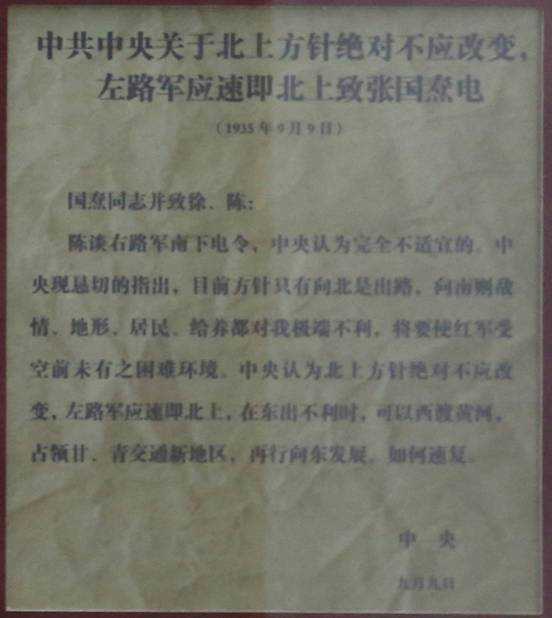 中共中央关于北上方针绝对不应改变，
左路军应速即北上致张国焘电
（1935年9月9日）
国焘同志并致徐、陈：
陈谈右路军南下电令，中央认为完全不适宜的。中
央现恳切的指出，目前方针只有向北是出路，向南则敌
情、地形、居民、给养都对我极端不利，将要使红军受
空前未有之困难环境。中央认为北上方针绝对不应改
变，左路军应速即北上，在东出不利时，可以西渡黄河，
占领甘、青交通新地区，再行向东发展。如何速复。
中 央
九月九日